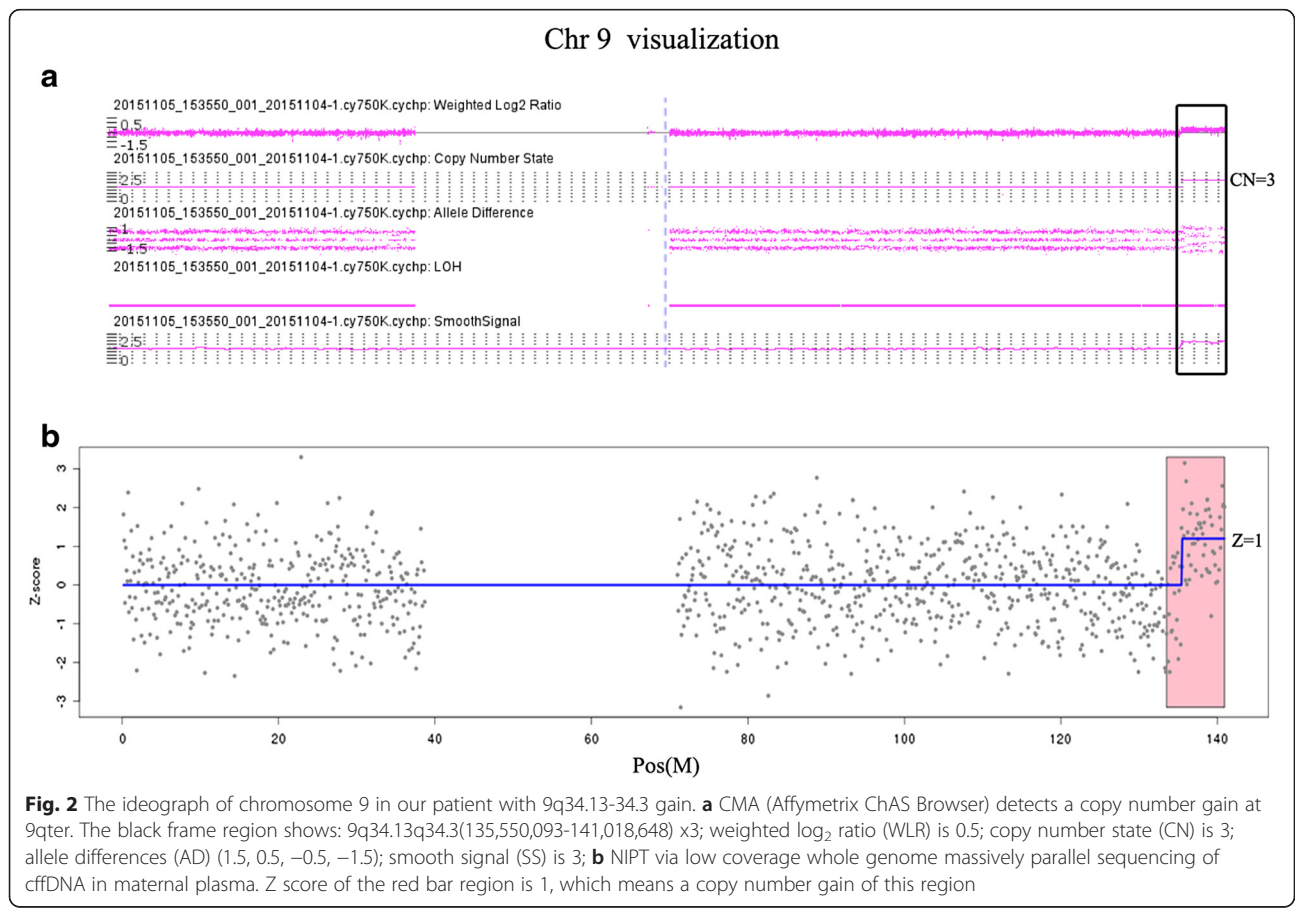 Chr 9 visualization
a
20151105_153550_001_20151104-1.cy750K.cychp: Weighted Log2 Ratio
0.5
-1.5
20151105_153550_001_20151104-1.cy750K.cychp: Copy Number State
2.5
0
CN=3
20151105_153550_001_20151104-1.cy750K.cychp: Allele Difference
1
-1.5
20151105_153550_001_20151104-1.cy750K.cychp: LOH
20151105_153550_001_20151104-1.cy750K.cychp: SmoothSignal
2.5
0
b
3
2
1
0
-1
-2
-3
Z-score
Z=1
0 20 40 60 80 100 120 140
Pos(M)
Fig. 2 The ideograph of chromosome 9 in our patient with 9q34.13-34.3 gain. a CMA (Affymetrix ChAS Browser) detects a copy number gain at
9qter. The black frame region shows: 9q34.13q34.3(135,550,093-141,018,648) x3; weighted log2 ratio (WLR) is 0.5; copy number state (CN) is 3;
allele differences (AD) (1.5, 0.5, −0.5, −1.5); smooth signal (SS) is 3; b NIPT via low coverage whole genome massively parallel sequencing of
cffDNA in maternal plasma. Z score of the red bar region is 1, which means a copy number gain of this region